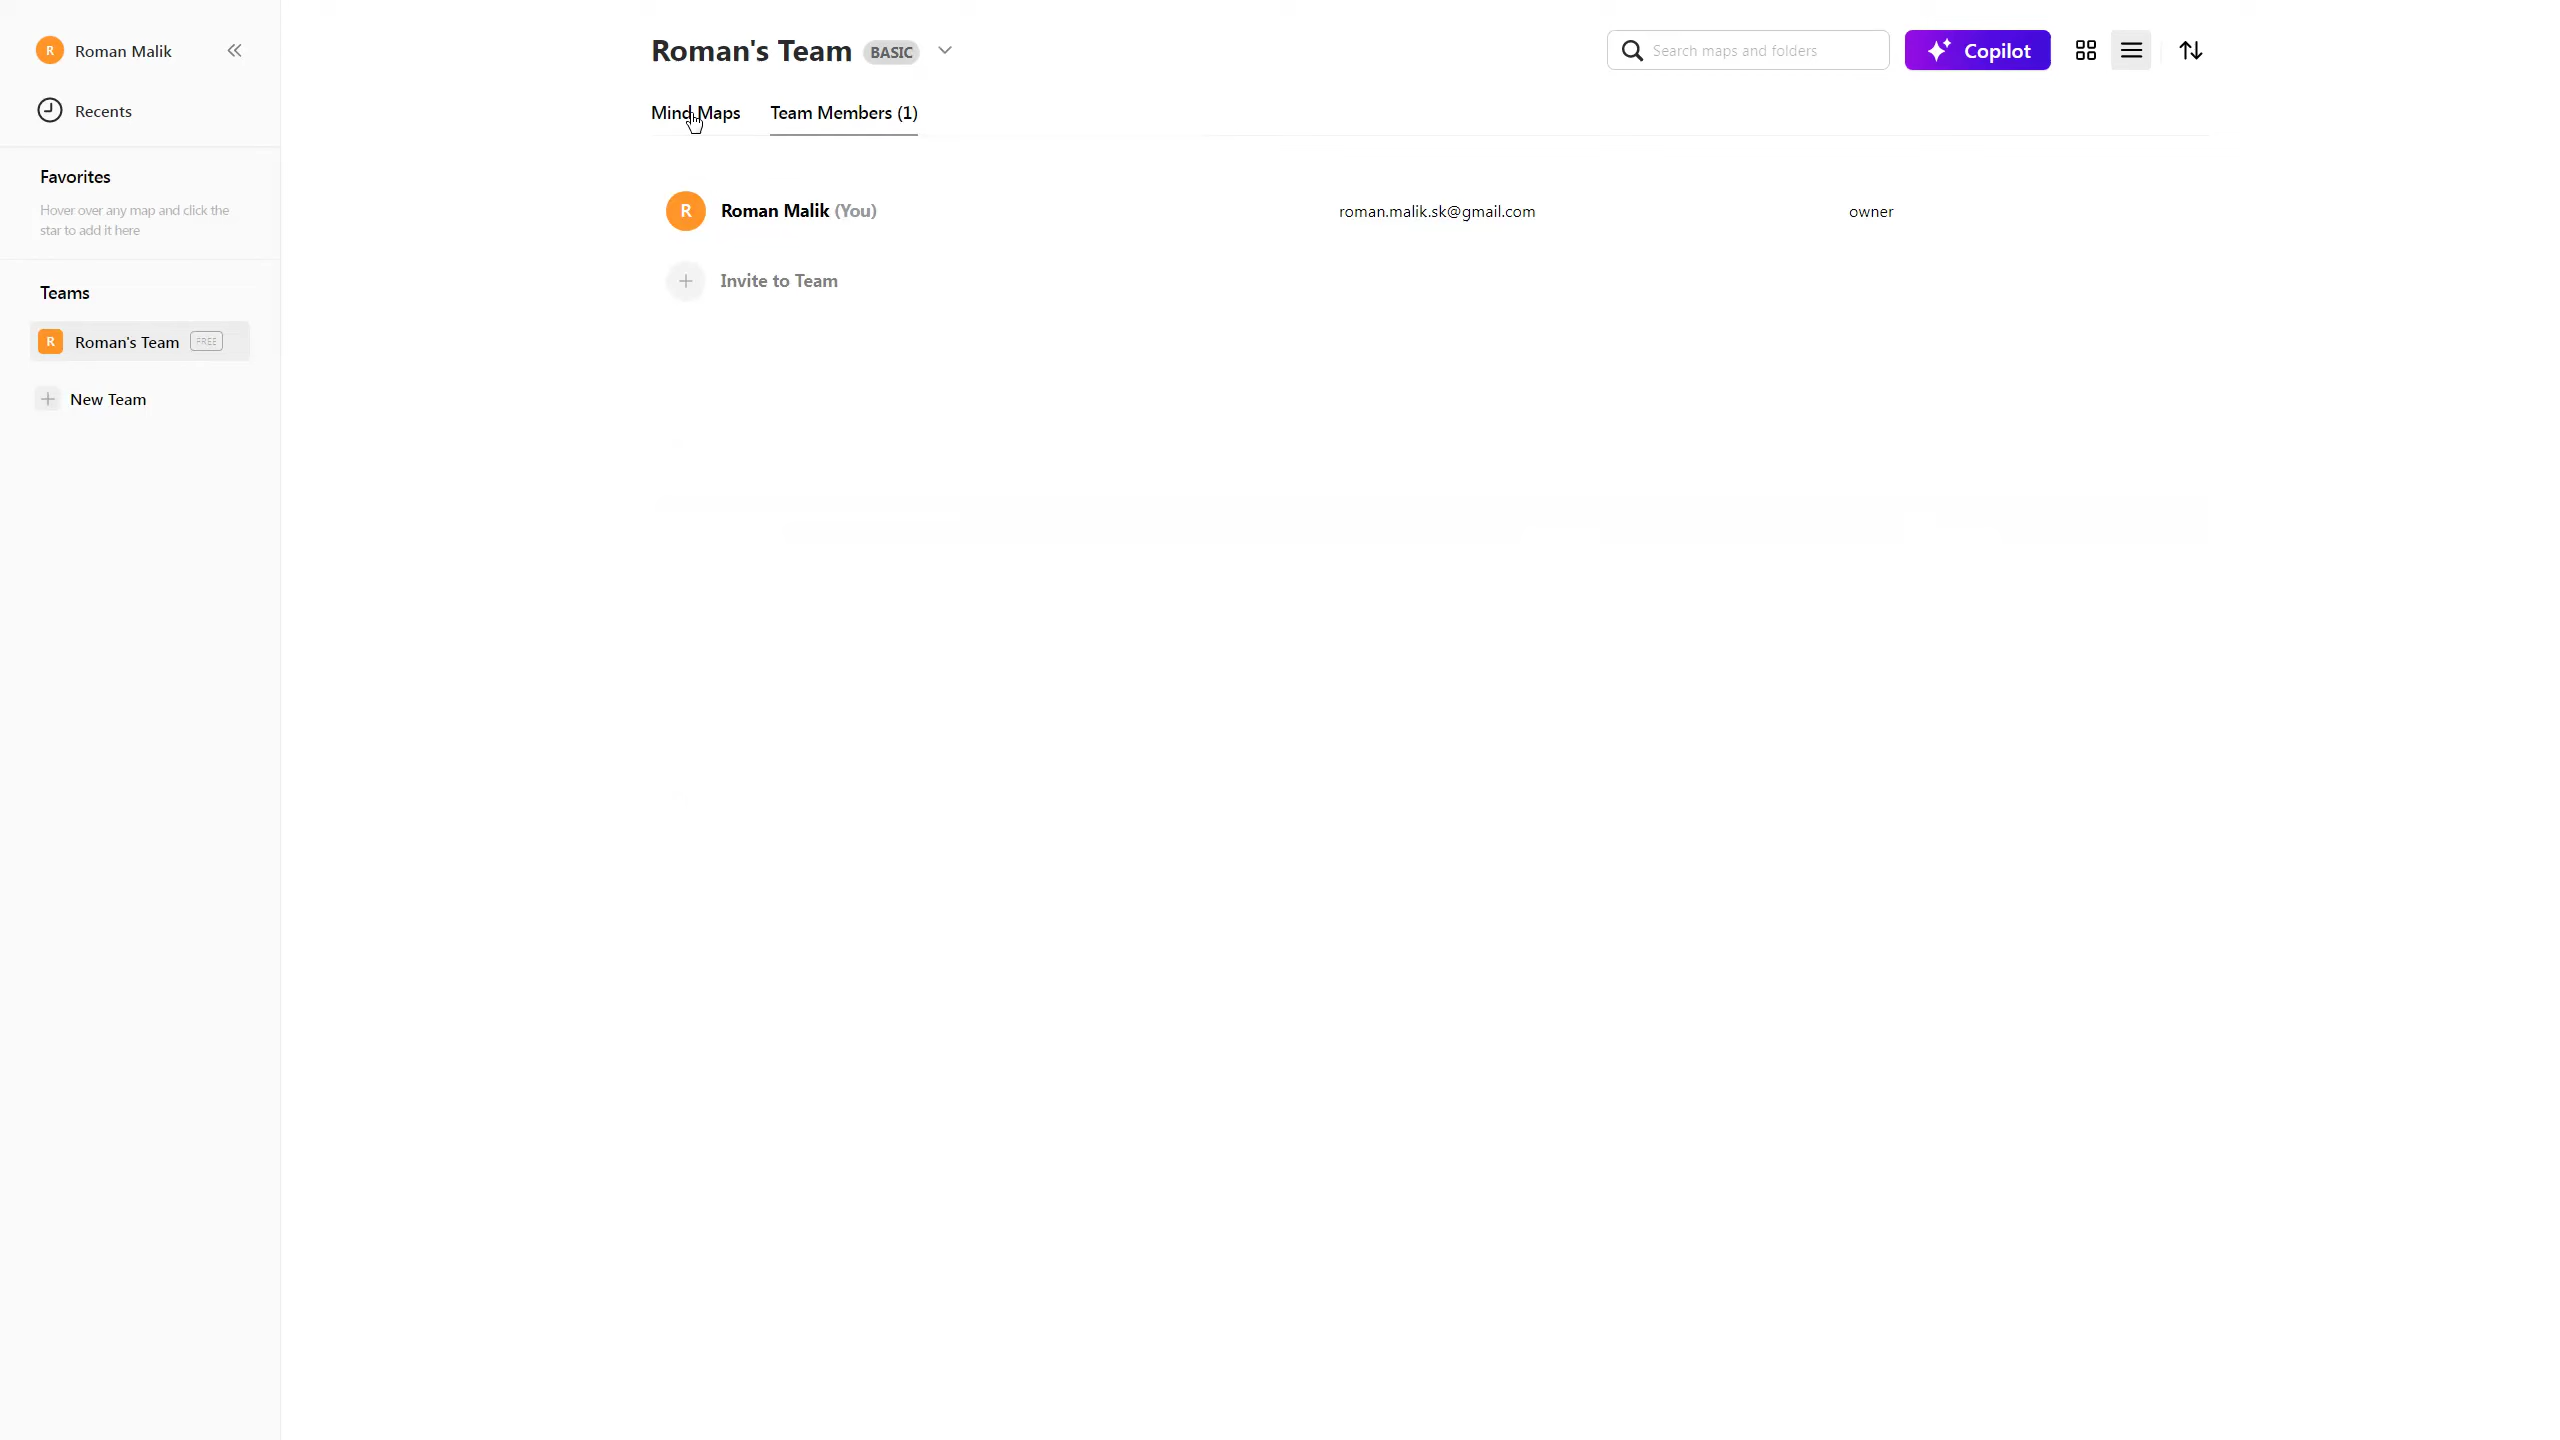 R Roman Malik
Recents
Favorites
Hover over any map and click the
star to add it here
Teams
R Roman's Team FREE
New Team
Roman's Team BASIC
Search maps and folders
Copilot
Mind Maps Team Members (1)
R Roman Malik (You) roman.malik.sk@gmail.com owner
Invite to Team